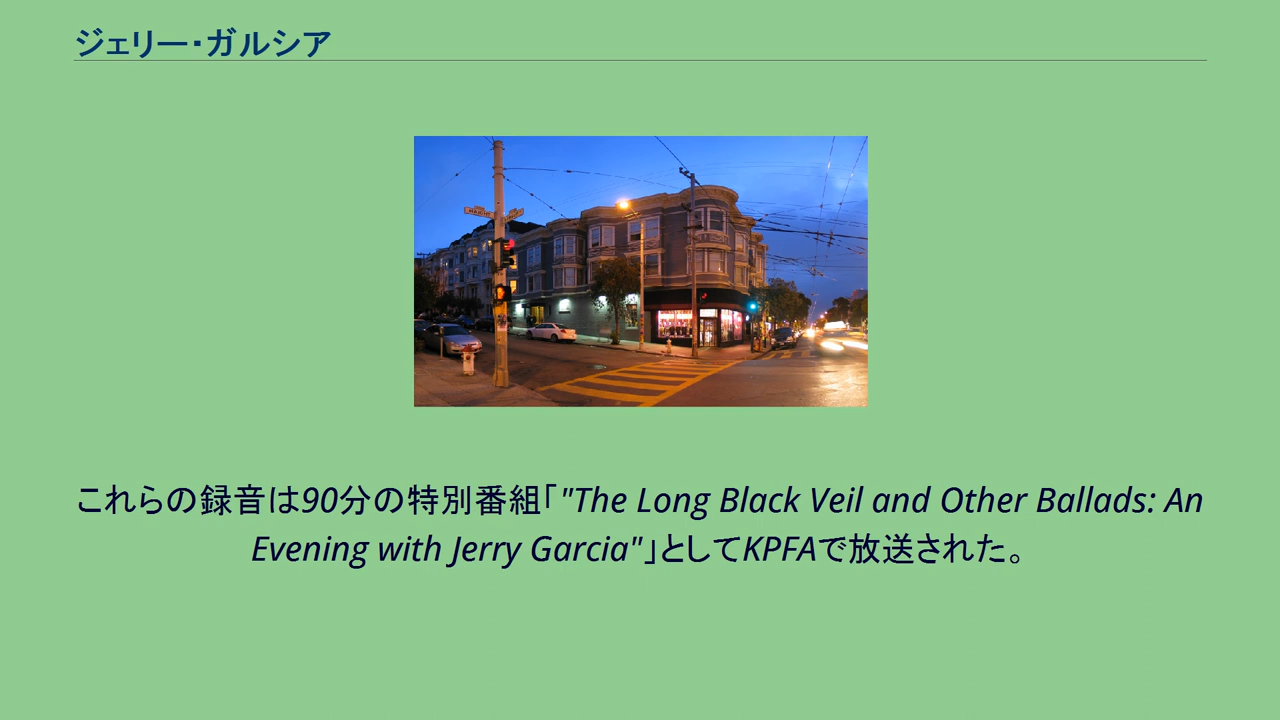 ジェリー・ガルシア
これらの録音は90分の特別番組「"The Long Black Veil and Other Ballads: An
Evening with Jerry Garcia"」としてKPFAで放送された。